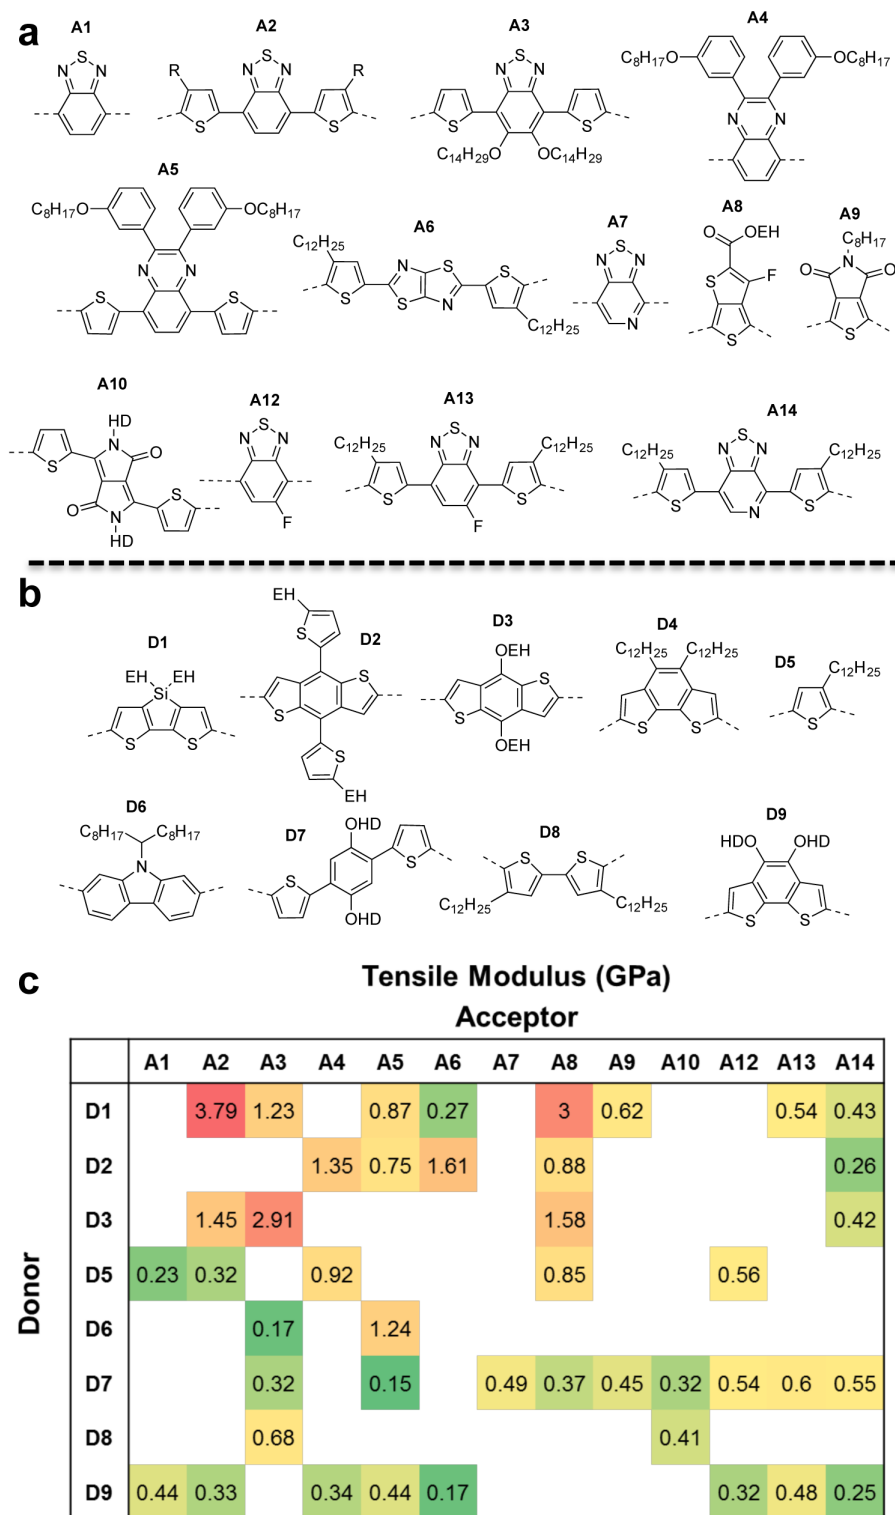 a
A1
A2
A3
A4
S
N N
R S R
N N
S S
S
N N
S S
C14H29O OC14H29
C8H17O OC8H17
N N
A5
C8H17O OC8H17
N N
S S
A6
C12H25
N S
S S
S N
C12H25
A7
S
N N
N
A8
O OEH
S F
S
A9
C8H17
O N O
S
A10
HD
N O
S
O N S
HD
A12
S
N N
F
A13
C12H25 S C12H25
N N
S S
F
A14
C12H25 S C12H25
N N
S N S
b
D1
EH EH
Si
S S
D2
EH
S
S
S
S
EH
D3
OEH
S
S
OEH
D4
C12H25 C12H25
S S
D5
C12H25
S
D6
C8H17 C8H17
N
D7
OHD
S S
OHD
D8
S S
C12H25 C12H25
D9
HDO OHD
S S
c
Tensile Modulus (GPa)
Acceptor
A1 A2 A3 A4 A5 A6 A7 A8 A9 A10 A12 A13 A14
Donor
D1 3.79 1.23 0.87 0.27 3 0.62 0.54 0.43
D2 1.35 0.75 1.61 0.88 0.26
D3 1.45 2.91 1.58 0.42
D5 0.23 0.32 0.92 0.85 0.56
D6 0.17 1.24
D7 0.32 0.15 0.49 0.37 0.45 0.32 0.54 0.6 0.55
D8 0.68 0.41
D9 0.44 0.33 0.34 0.44 0.17 0.32 0.48 0.25